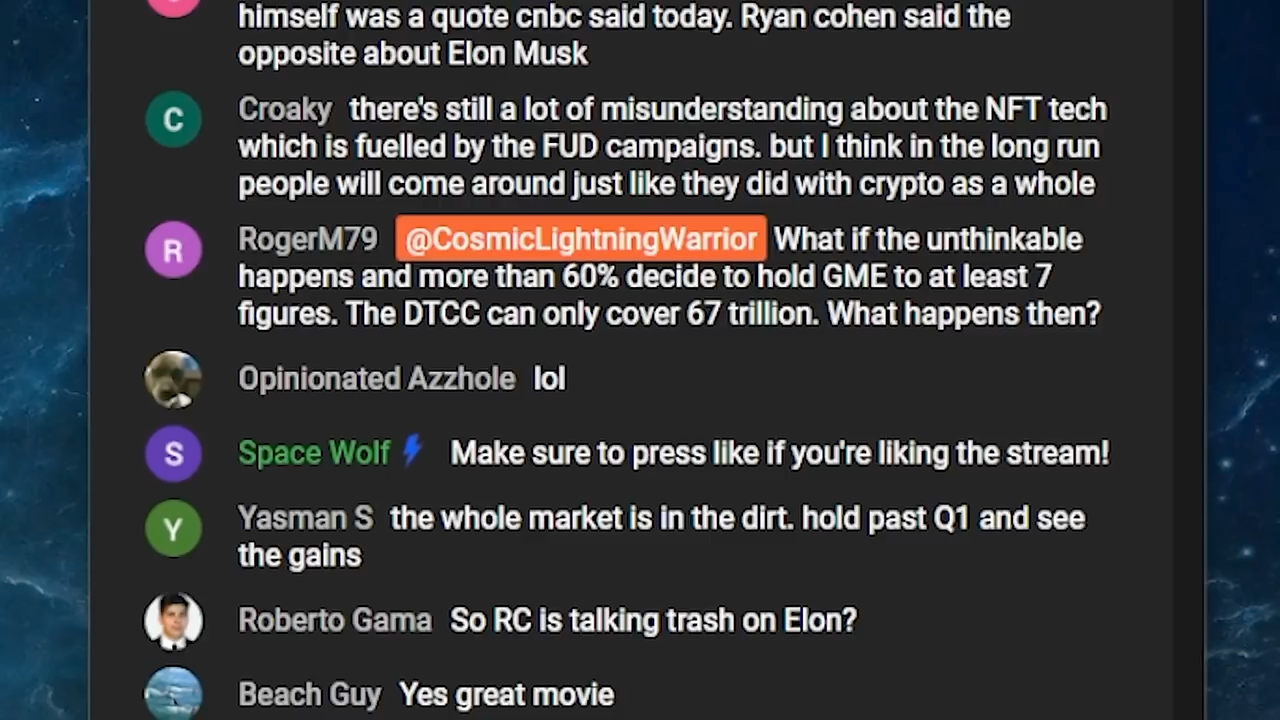 himself was a quote cnbc said today. Ryan cohen said the
opposite about Elon Musk
C Croaky there's still a lot of misunderstanding about the NFT tech
which is fuelled by the FUD campaigns. but I think in the long run
people will come around just like they did with crypto as a whole
R RogerM79 @CosmicLightningWarrior What if the unthinkable
happens and more than 60% decide to hold GME to at least 7
figures. The DTCC can only cover 67 trillion. What happens then?
Opinionated Azzhole lol
S Space Wolf Make sure to press like if you're liking the stream!
Y Yasman S the whole market is in the dirt. hold past Q1 and see
the gains
Roberto Gama So RC is talking trash on Elon?
Beach Guy Yes great movie